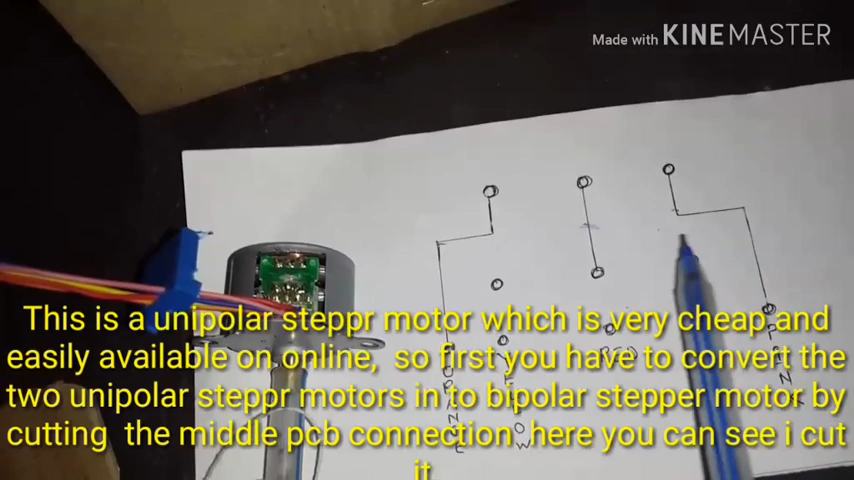 Made with KINEMASTER
This is a unipolar steppr motor which is very cheap and
easily available on online, so first you have to convert the
two unipolar steppr motors in to bipolar stepper motor by
cutting the middle pcb connection here you can see i cut
it